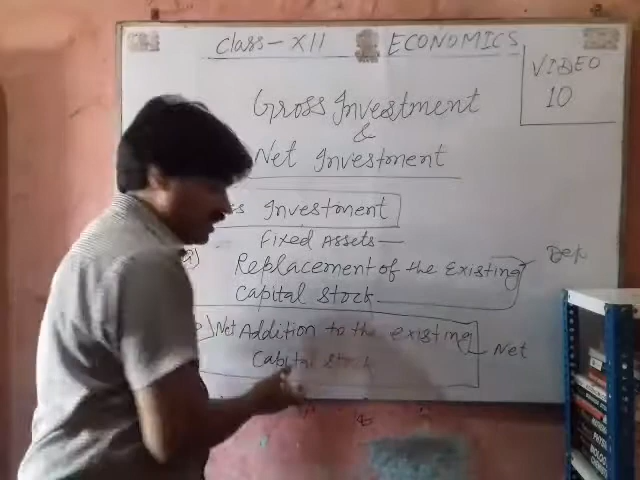 Class - XII ECONOMICS
VIDEO
10
Gross Investment
&
Net Investment
ss Investment
Fixed Assets —
a) Replacement of the Existing Dep
Capital Stock
) Net Addition to the existing
Capital Stock Net